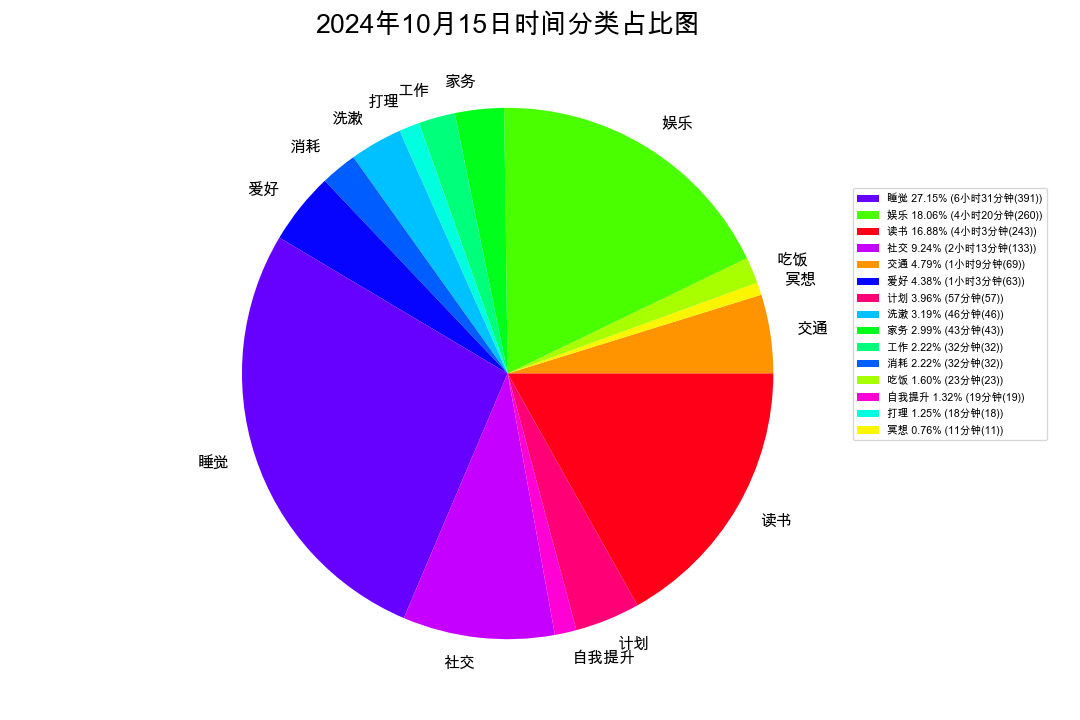 2024年10月15日时间分类占比图
家务
工作
打理
洗漱
消耗
爱好
娱乐
吃饭
冥想
交通
睡觉
读书
社交
自我提升
计划
睡觉 27.15% (6小时31分钟(391))
娱乐 18.06% (4小时20分钟(260))
读书 16.88% (4小时3分钟(243))
社交 9.24% (2小时13分钟(133))
交通 4.79% (1小时9分钟(69))
爱好 4.38% (1小时3分钟(63))
计划 3.96% (57分钟(57))
洗漱 3.19% (46分钟(46))
家务 2.99% (43分钟(43))
工作 2.22% (32分钟(32))
消耗 2.22% (32分钟(32))
吃饭 1.60% (23分钟(23))
自我提升 1.32% (19分钟(19))
打理 1.25% (18分钟(18))
冥想 0.76% (11分钟(11))